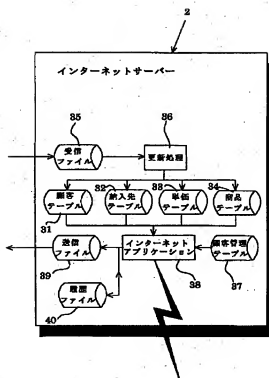 2
インターネットサーバー
35
受信
ファイル
36
更新処理
32
33
34
顧客
テーブル
納入先
テーブル
単価
テーブル
商品
テーブル
31
送信
ファイル
インターネット
アプリケーション
顧客管理
テーブル
39
38
37
履歴
ファイル
40